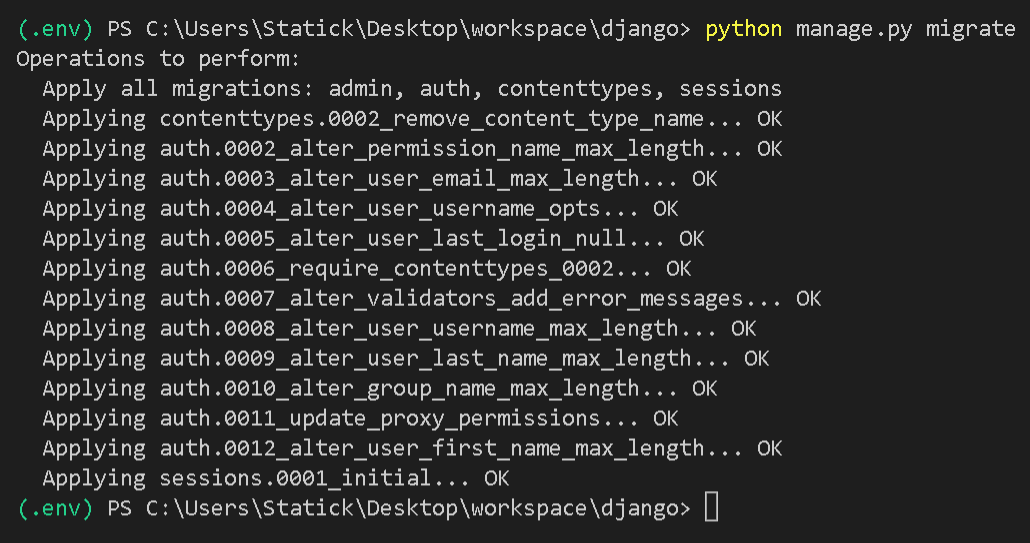 (.env) PS C:\Users\Statick\Desktop\workspace\django> python manage.py migrate
Operations to perform:
  Apply all migrations: admin, auth, contenttypes, sessions
  Applying contenttypes.0002_remove_content_type_name... OK
  Applying auth.0002_alter_permission_name_max_length... OK
  Applying auth.0003_alter_user_email_max_length... OK
  Applying auth.0004_alter_user_username_opts... OK
  Applying auth.0005_alter_user_last_login_null... OK
  Applying auth.0006_require_contenttypes_0002... OK
  Applying auth.0007_alter_validators_add_error_messages... OK
  Applying auth.0008_alter_user_username_max_length... OK
  Applying auth.0009_alter_user_last_name_max_length... OK
  Applying auth.0010_alter_group_name_max_length... OK
  Applying auth.0011_update_proxy_permissions... OK
  Applying auth.0012_alter_user_first_name_max_length... OK
  Applying sessions.0001_initial... OK
(.env) PS C:\Users\Statick\Desktop\workspace\django>